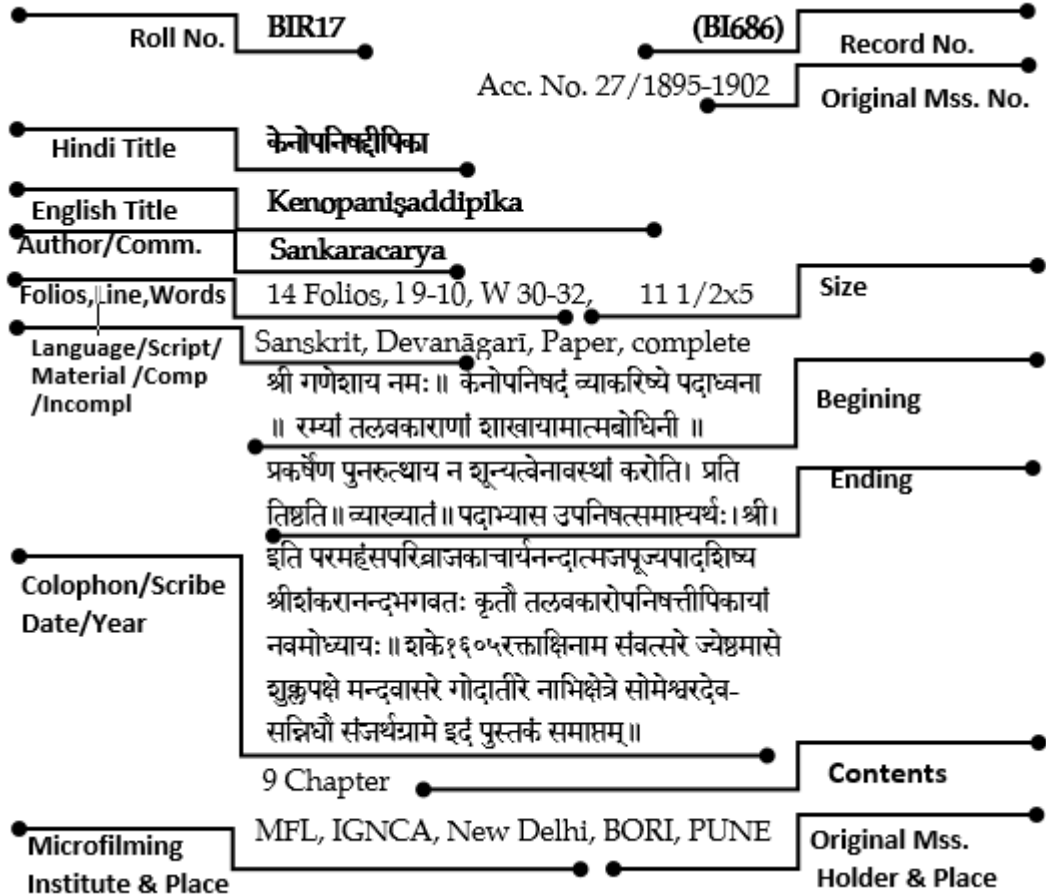 Roll No. BIR17 (BI686) Record No.
Acc. No. 27/1895-1902 Original Mss. No.
Hindi Title केनोपनिषद्दीपिका
English Title Kenopaniṣaddipika
Author/Comm. Sankaracarya
Folios,Line,Words 14 Folios, l 9-10, W 30-32, 11 1/2x5 Size
Language/Script/ Sanskrit, Devanāgarī, Paper, complete
Material /Comp
/Incompl
श्री गणेशाय नमः॥ केनोपनिषदं व्याकरिष्ये पदाध्वना
॥ रम्यां तलवकाराणां शाखायामात्मबोधिनी ॥
Begining
प्रकर्षेण पुनरुत्थाय न शून्यत्वेनावस्थां करोति। प्रति
तिष्ठति॥व्याख्यातं॥पदाभ्यास उपनिषत्समाप्त्यर्थः।श्री।
Ending
Colophon/Scribe
Date/Year
इति परमहंसपरिव्राजकाचार्यनन्दात्मजपूज्यपादशिष्य
श्रीशंकरानन्दभगवतः कृतौ तलवकारोपनिषत्तीपिकायां
नवमोध्यायः॥शके१६०५रक्ताक्षिनाम संवत्सरे ज्येष्ठमासे
शुक्लपक्षे मन्दवासरे गोदातीरे नाभिक्षेत्रे सोमेश्वरदेव-
सन्निधौ संजर्थग्रामे इदं पुस्तकं समाप्तम्॥
9 Chapter Contents
Microfilming
Institute & Place
MFL, IGNCA, New Delhi, BORI, PUNE
Original Mss.
Holder & Place